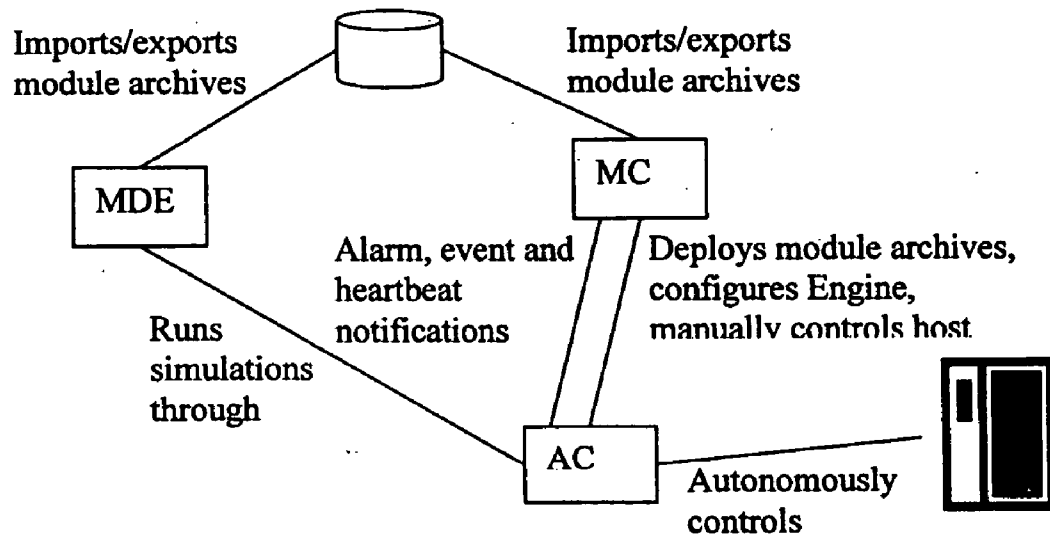 Imports/exports
module archives
Imports/exports
module archives
MDE
MC
Alarm, event and
heartbeat
notifications
Deploys module archives,
configures Engine,
manually controls host
Runs
simulations
through
AC
Autonomously
controls